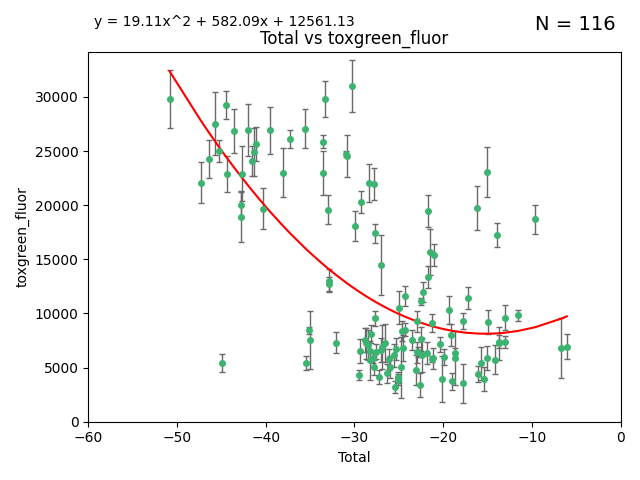 y = 19.11x^2 + 582.09x + 12561.13
N = 116
Total vs toxgreen_fluor
toxgreen_fluor
30000
25000
20000
15000
10000
5000
0
−60
−50
−40
−30
−20
−10
0
Total